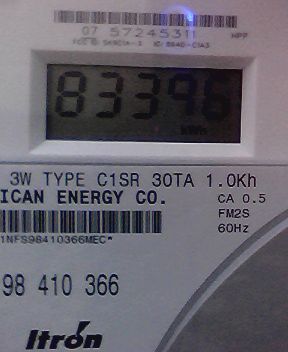 07 57245311 HPP
83396
kWh
3W TYPE C1SR 30TA 1.0Kh
ICAN ENERGY CO. CA 0.5
FM2S
60Hz
1NFS98410366MEC*
98 410 366
Itron